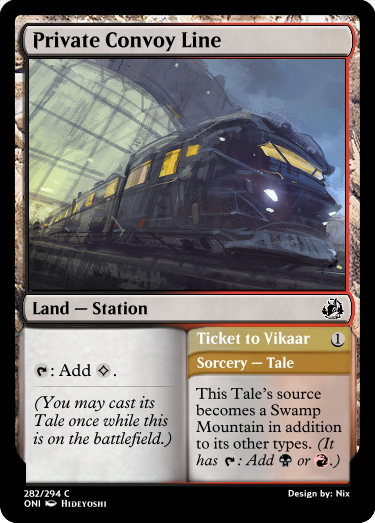 Private Convoy Line
Land — Station
: Add .
(You may cast its
Tale once while this
is on the battlefield.)
Ticket to Vikaar 1
Sorcery — Tale
This Tale's source
becomes a Swamp
Mountain in addition
to its other types. (It
has : Add or .)
282/294 C
ONI HIDEYOSHI
Design by: Nix